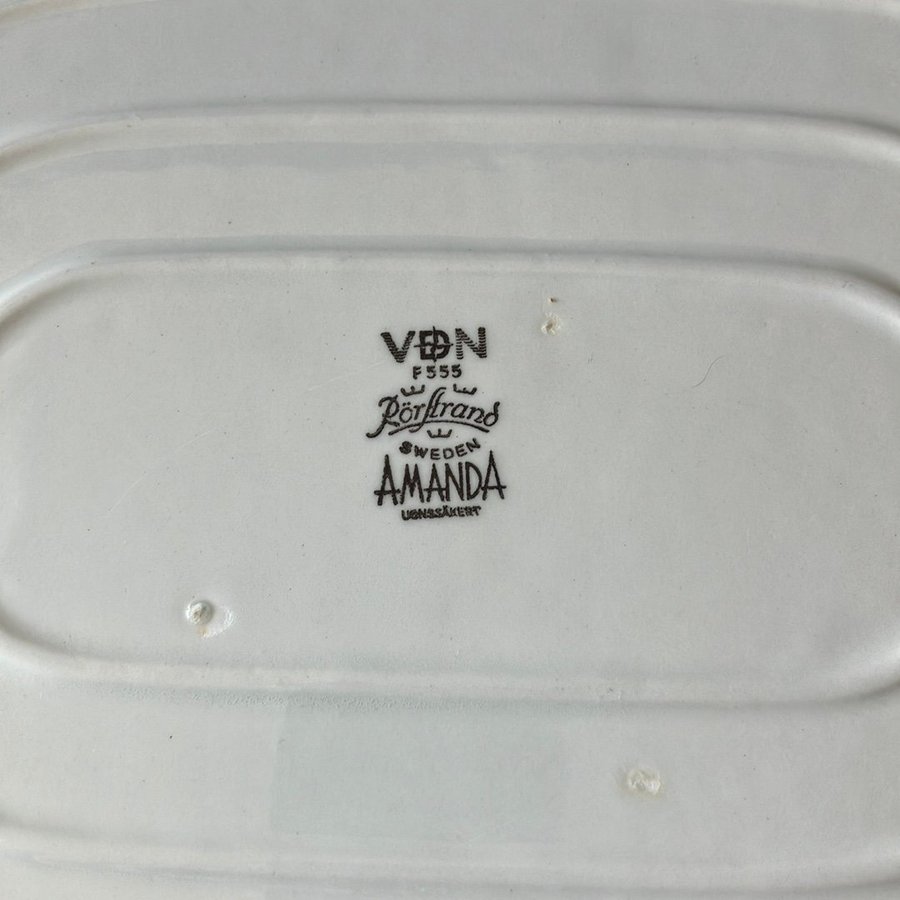 VDN
F555
Rörstrand
SWEDEN
AMANDA
UGNSSÄKERT